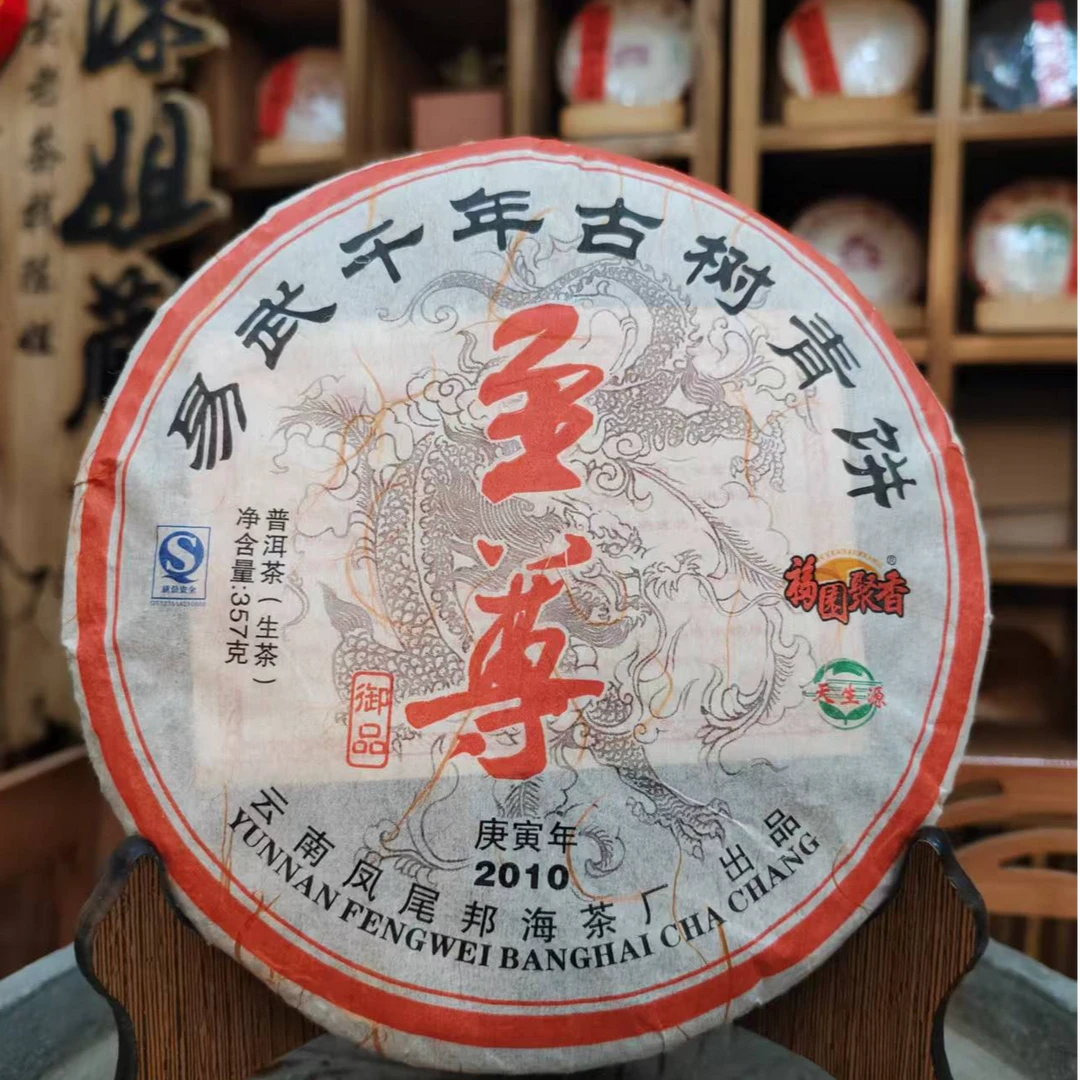 易武千年古树青饼
至尊
御品
普洱茶(生茶)
净含量:357克
S
福园聚香
®
天生源
庚寅年
2010
云南凤尾邦海茶厂 出品
YUNNAN FENGWEI BANGHAI CHA CHANG
姐
藏